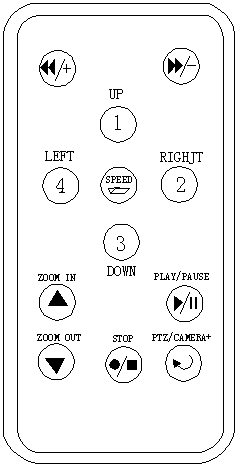 /+ /−
UP
1
LEFT RIGHJT
4 SPEED 2
3
DOWN
ZOOM IN PLAY/PAUSE
ZOOM OUT STOP PTZ/CAMERA+